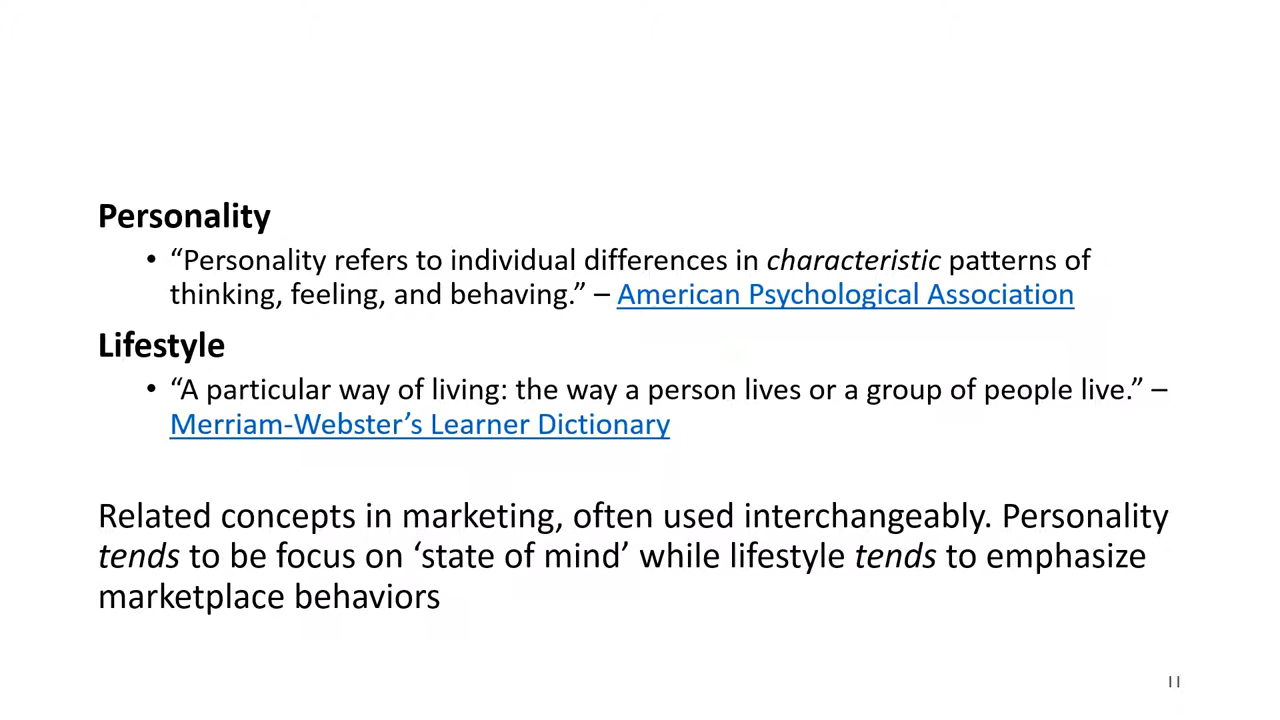 Personality
• “Personality refers to individual differences in characteristic patterns of
thinking, feeling, and behaving.” – American Psychological Association
Lifestyle
• “A particular way of living: the way a person lives or a group of people live.” –
Merriam-Webster’s Learner Dictionary
Related concepts in marketing, often used interchangeably. Personality
tends to be focus on ‘state of mind’ while lifestyle tends to emphasize
marketplace behaviors
11